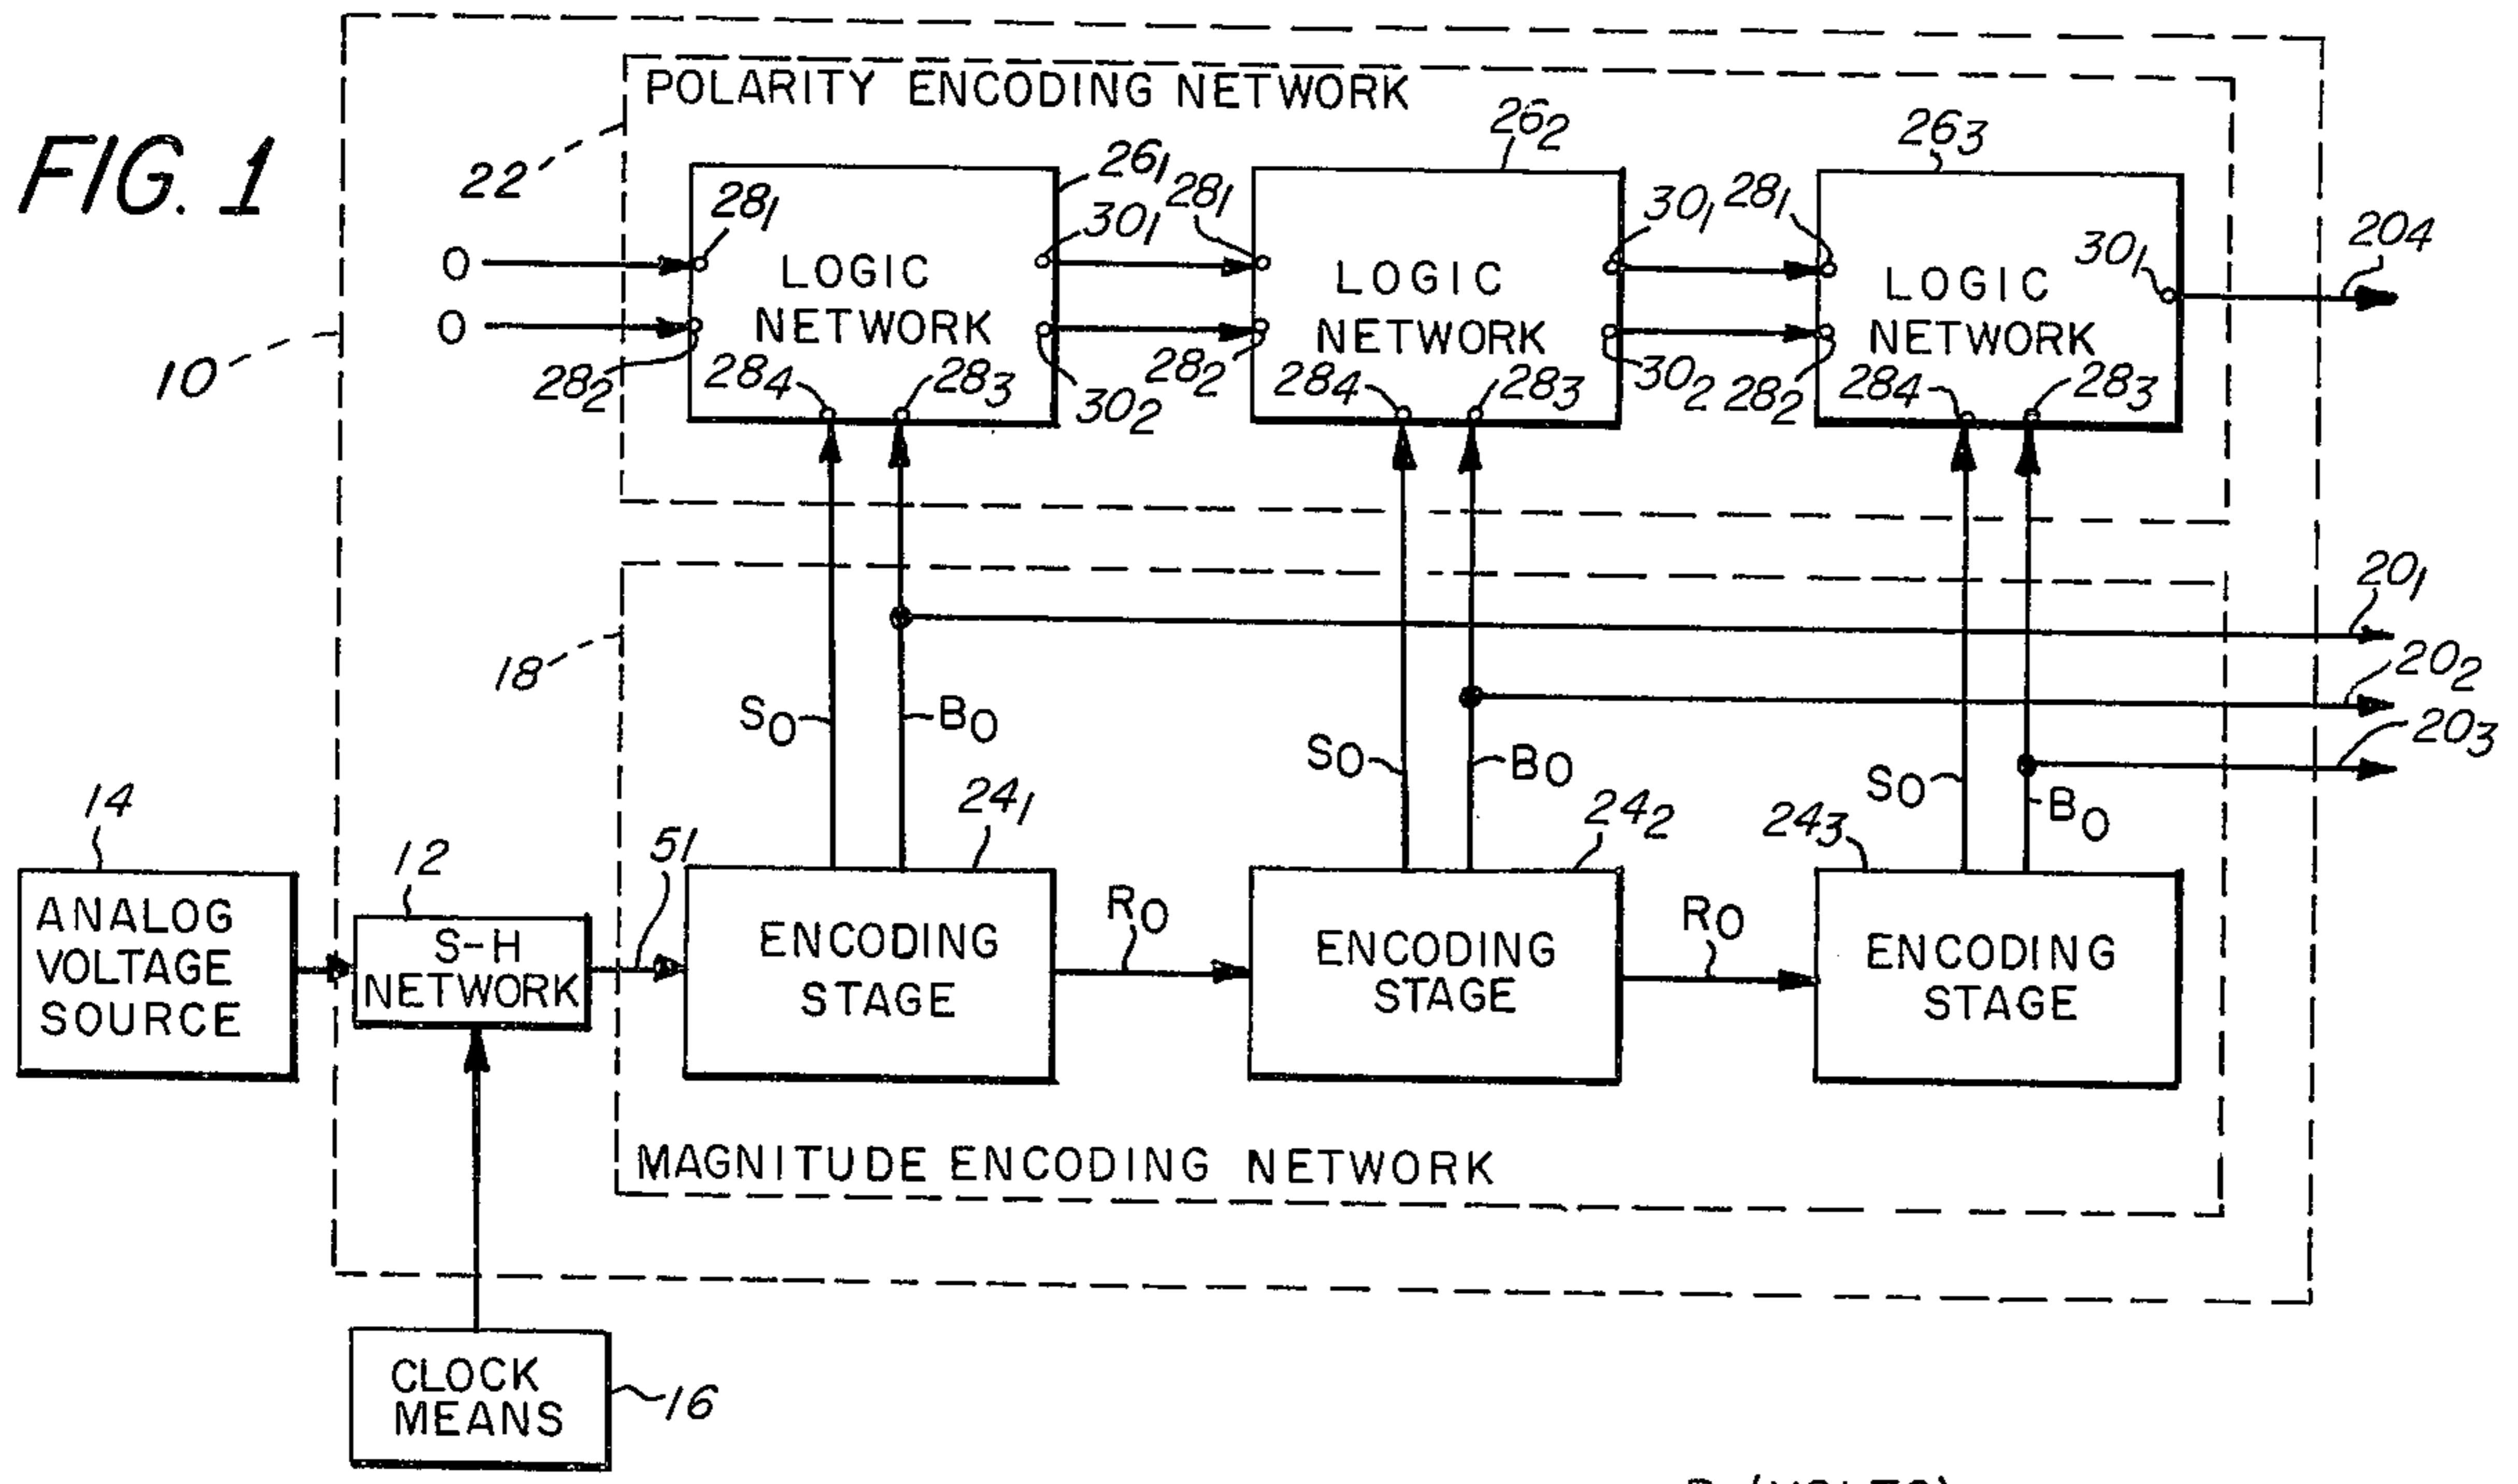 FIG. 1
POLARITY ENCODING NETWORK
22
10
26₁
26₂
26₃
28₁
30₁
28₁
30₁
28₁
30₁
20₄
0
0
LOGIC
NETWORK
LOGIC
NETWORK
LOGIC
NETWORK
28₂
28₄
28₃
30₂
28₂
28₄
28₃
30₂
28₂
28₄
28₃
18
20₁
20₂
20₃
S₀
B₀
S₀
B₀
S₀
B₀
14
12
51
24₁
24₂
24₃
ANALOG
VOLTAGE
SOURCE
S-H
NETWORK
ENCODING
STAGE
R₀
ENCODING
STAGE
R₀
ENCODING
STAGE
MAGNITUDE ENCODING NETWORK
CLOCK
MEANS
16